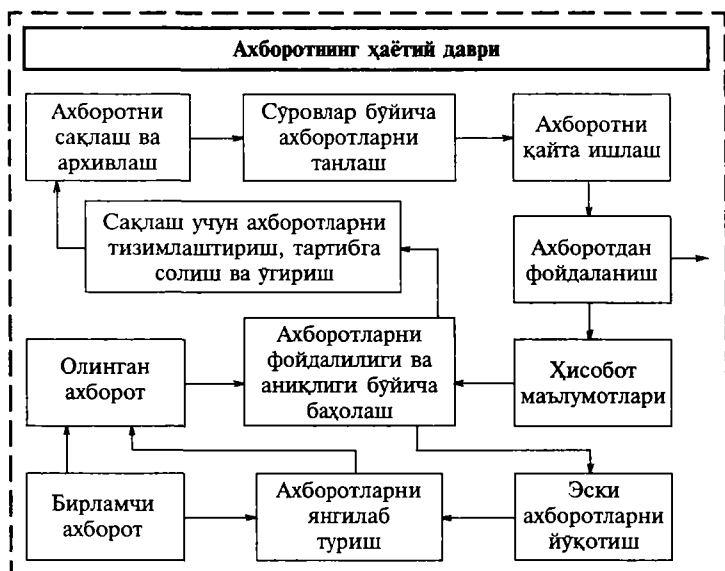 Ахборотнинг ҳаётий даври
Ахборотни
сақлаш ва
архивлаш
Сўровлар бўйича
ахборотларни
танлаш
Ахборотни
қайта ишлаш
Сақлаш учун ахборотларни
тизимлаштириш, тартибга
солиш ва ўгириш
Ахборотдан
фойдаланиш
Олинган
ахборот
Ахборотларни
фойдалилиги ва
аниқлиги бўйича
баҳолаш
Ҳисобот
маълумотлари
Бирламчи
ахборот
Ахборотларни
янгилаб
туриш
Эски
ахборотларни
йўқотиш